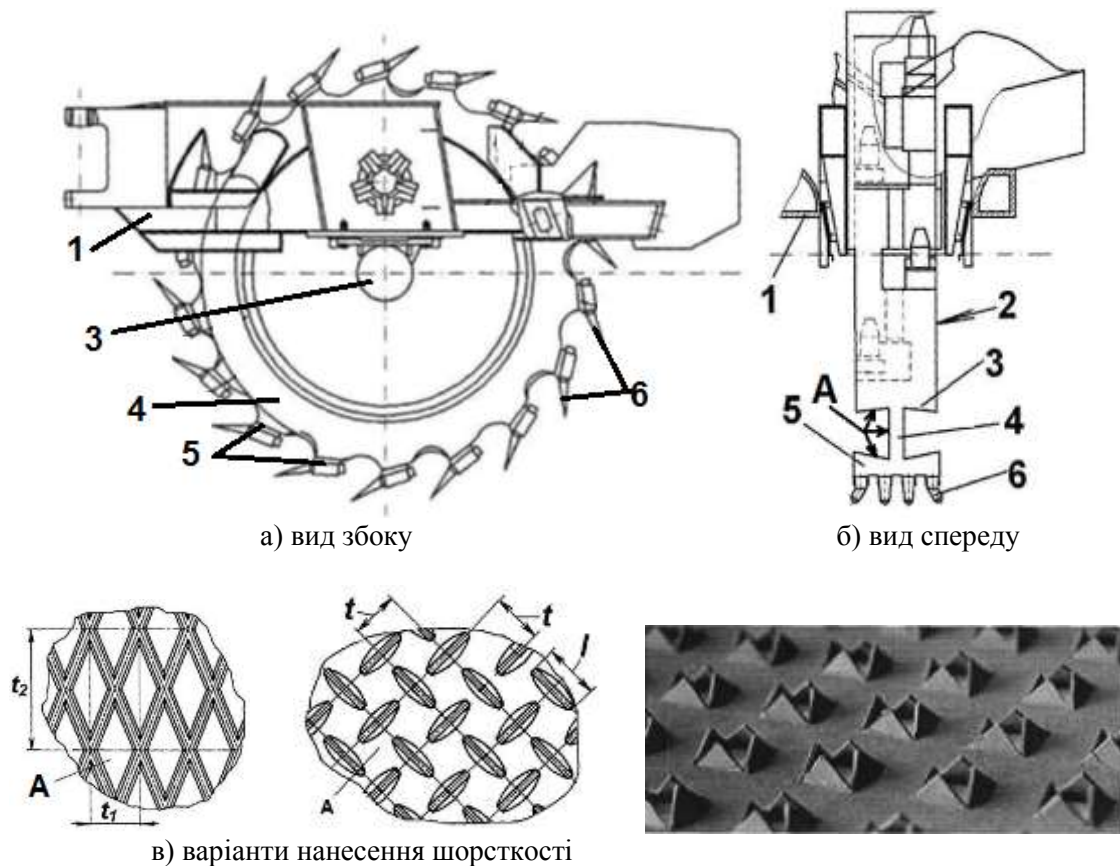 1
3
4
5
6
а) вид збоку
1
2
3
A
5
4
6
б) вид спереду
t₂
A
t₁
t
t
l
A
в) варіанти нанесення шорсткості